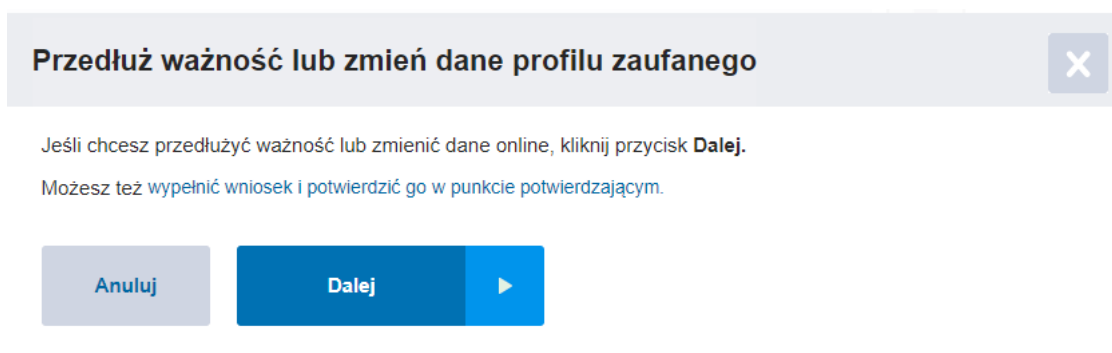 Przedłuż ważność lub zmień dane profilu zaufanego
Jeśli chcesz przedłużyć ważność lub zmienić dane online, kliknij przycisk Dalej.
Możesz też wypełnić wniosek i potwierdzić go w punkcie potwierdzającym.
Anuluj
Dalej